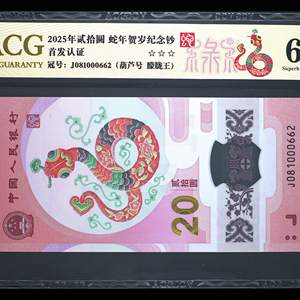 ACG
GUARANTY
2025年贰拾圆 蛇年贺岁纪念钞
首发认证
☆☆☆
冠号：J081000662（葫芦号 朦胧王）
6
Superb
中国人民银行
贰拾圆
20
J081000662